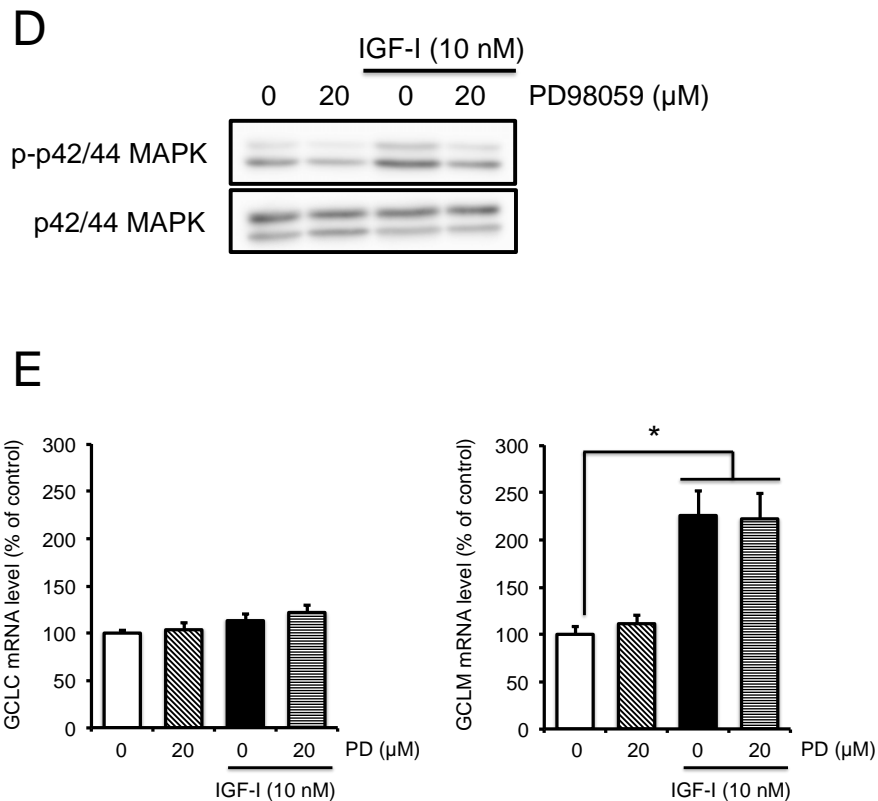 D
IGF-I (10 nM)
0 20 0 20 PD98059 (µM)
p-p42/44 MAPK
p42/44 MAPK
E
GCLC mRNA level (% of control)
300
250
200
150
100
50
0
0 20 0 20 PD (µM)
IGF-I (10 nM)
GCLM mRNA level (% of control)
300
250
200
150
100
50
0
*
0 20 0 20 PD (µM)
IGF-I (10 nM)